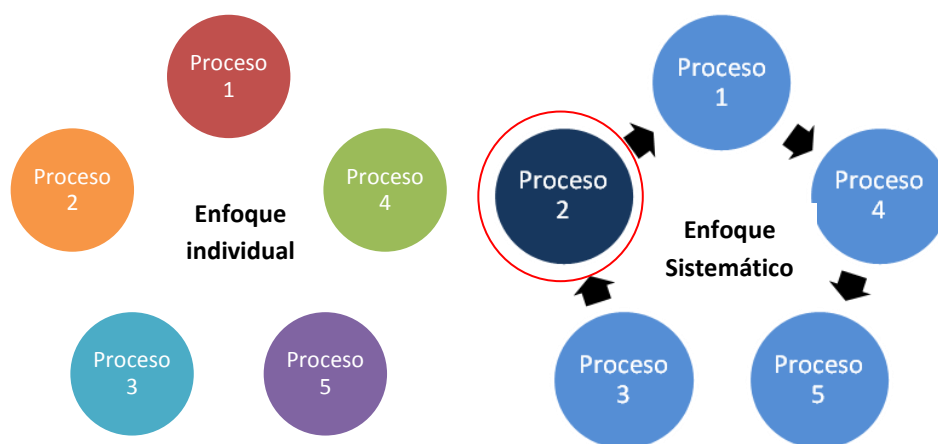 Proceso
1
Proceso
2
Proceso
4
Enfoque
individual
Proceso
3
Proceso
5
Proceso
1
Proceso
2
Proceso
4
Enfoque
Sistemático
Proceso
3
Proceso
5